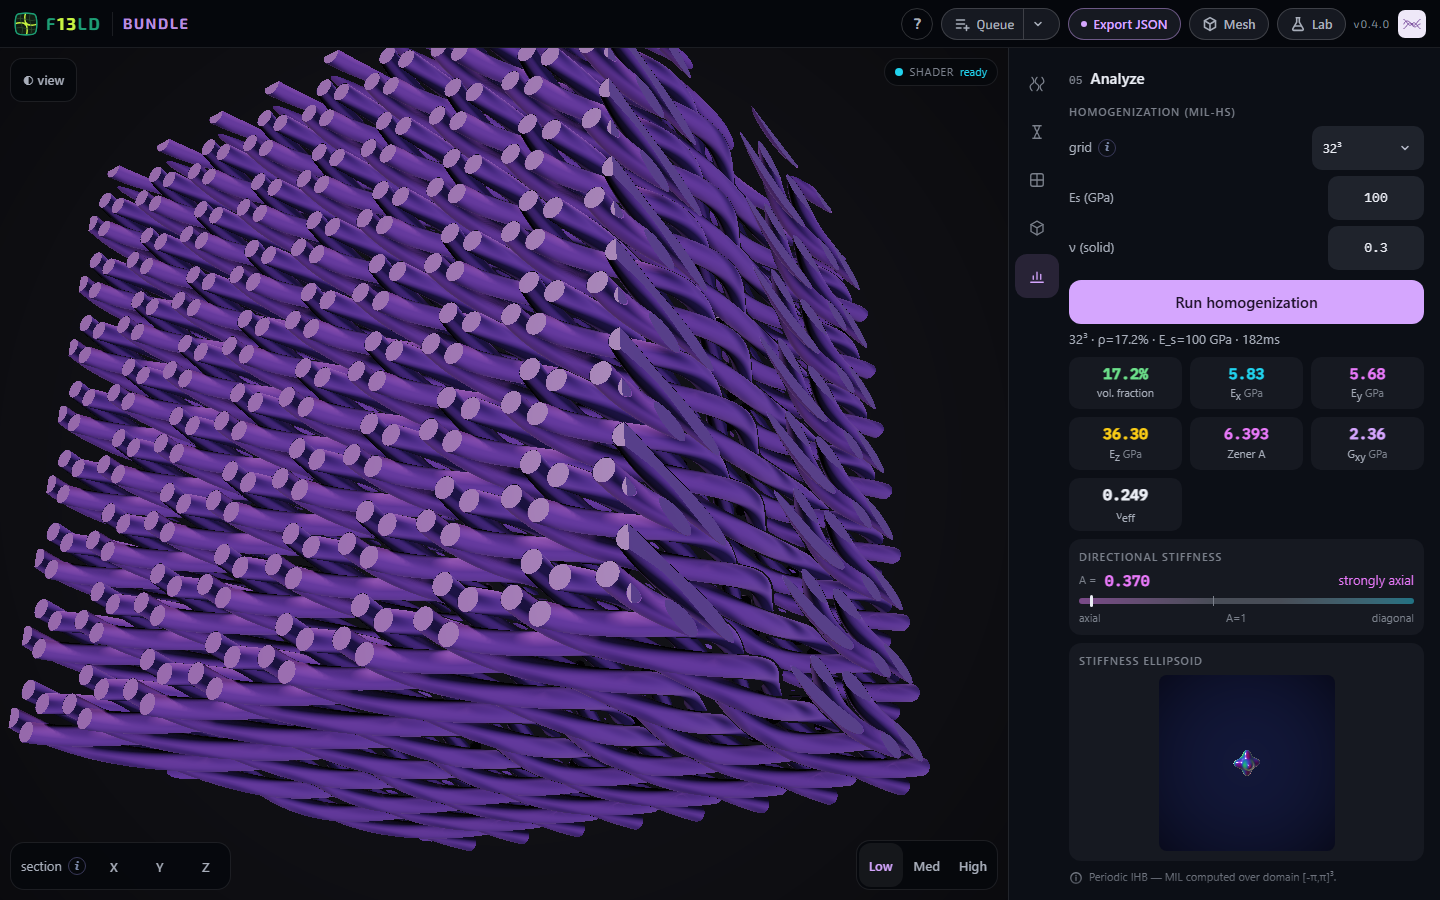 F13LD BUNDLE
? Queue Export JSON Mesh Lab v0.4.0
view
SHADER ready
05 Analyze
HOMOGENIZATION (MIL-HS)
grid i 32³
Es (GPa) 100
ν (solid) 0.3
Run homogenization
32³ · ρ=17.2% · E_s=100 GPa · 182ms
17.2% 5.83 5.68
vol. fraction Ex GPa Ey GPa
36.30 6.393 2.36
Ez GPa Zener A Gxy GPa
0.249
νeff
DIRECTIONAL STIFFNESS
A = 0.370 strongly axial
axial A=1 diagonal
STIFFNESS ELLIPSOID
Periodic IHB — MIL computed over domain [-π,π]³.
section i X Y Z
Low Med High